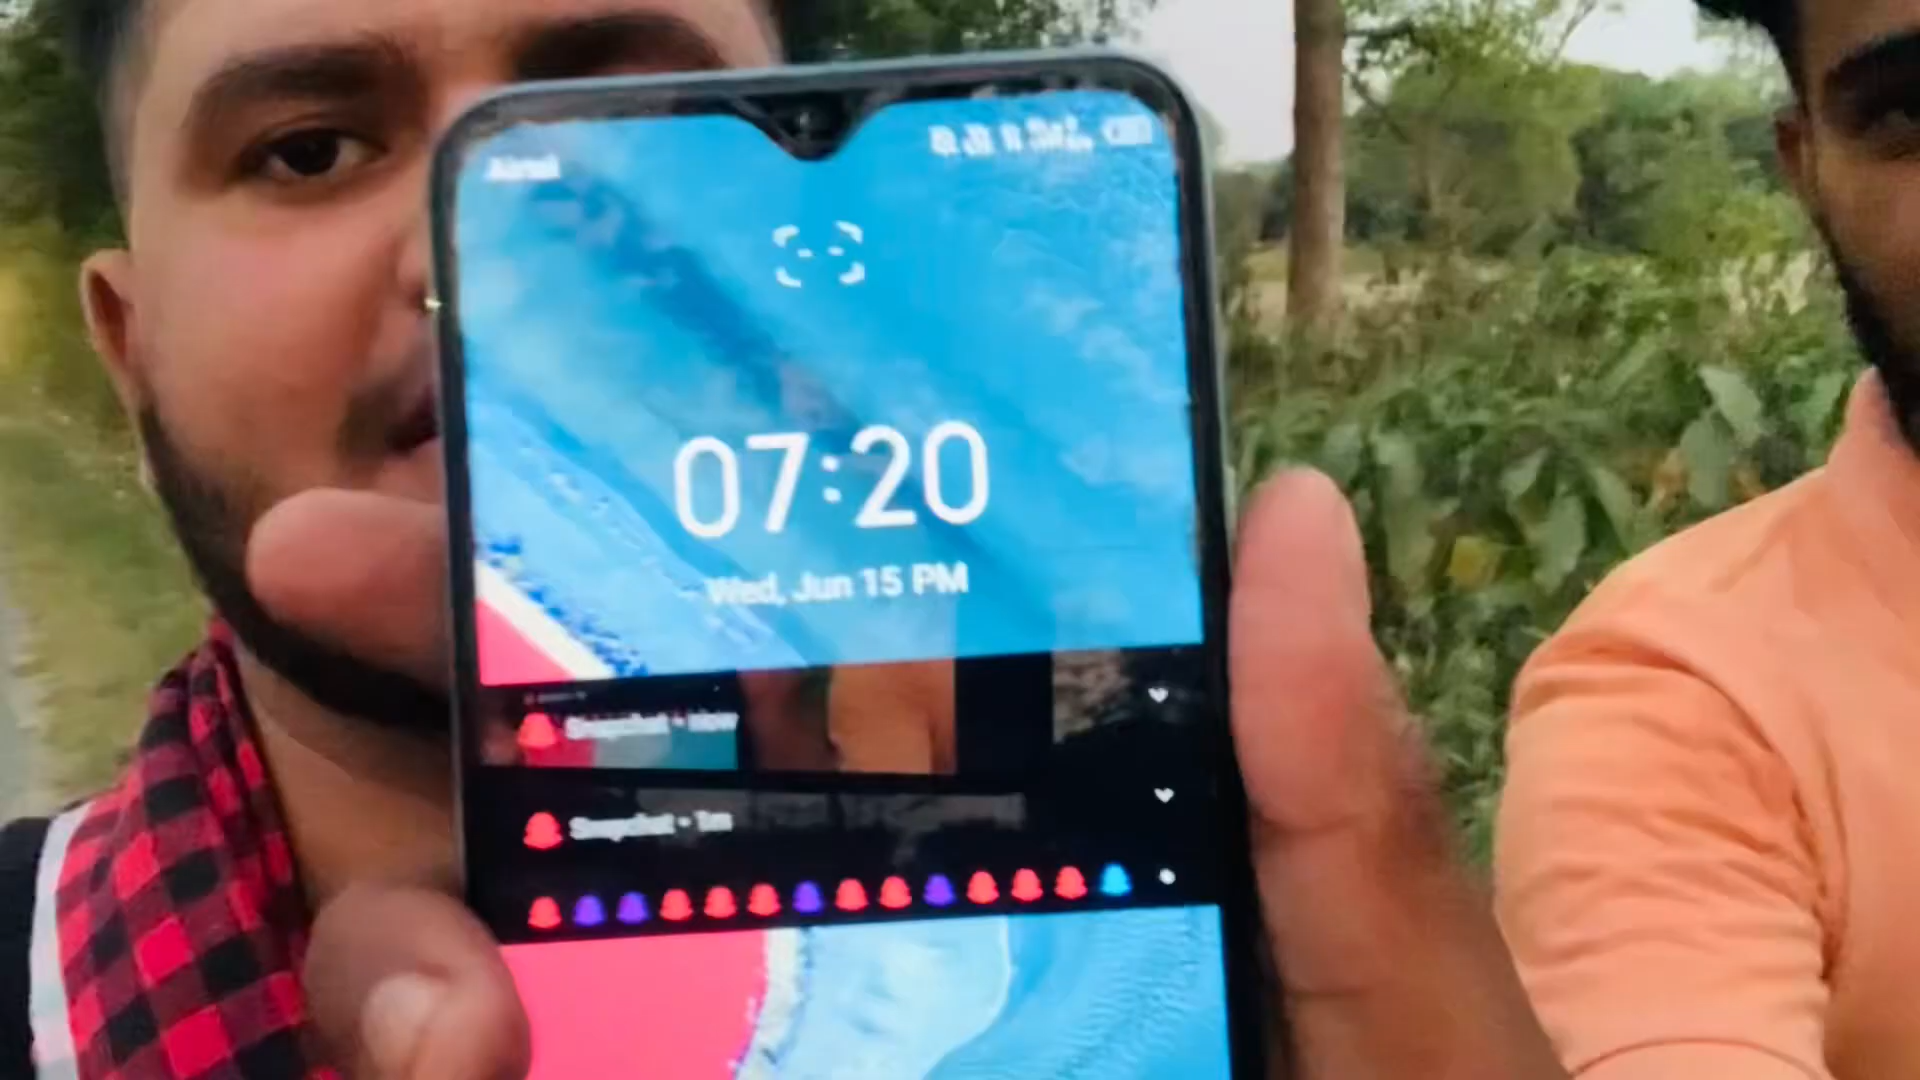 Airtel
07:20
Wed, Jun 15 PM
Snapchat • now
Snapchat • 1m